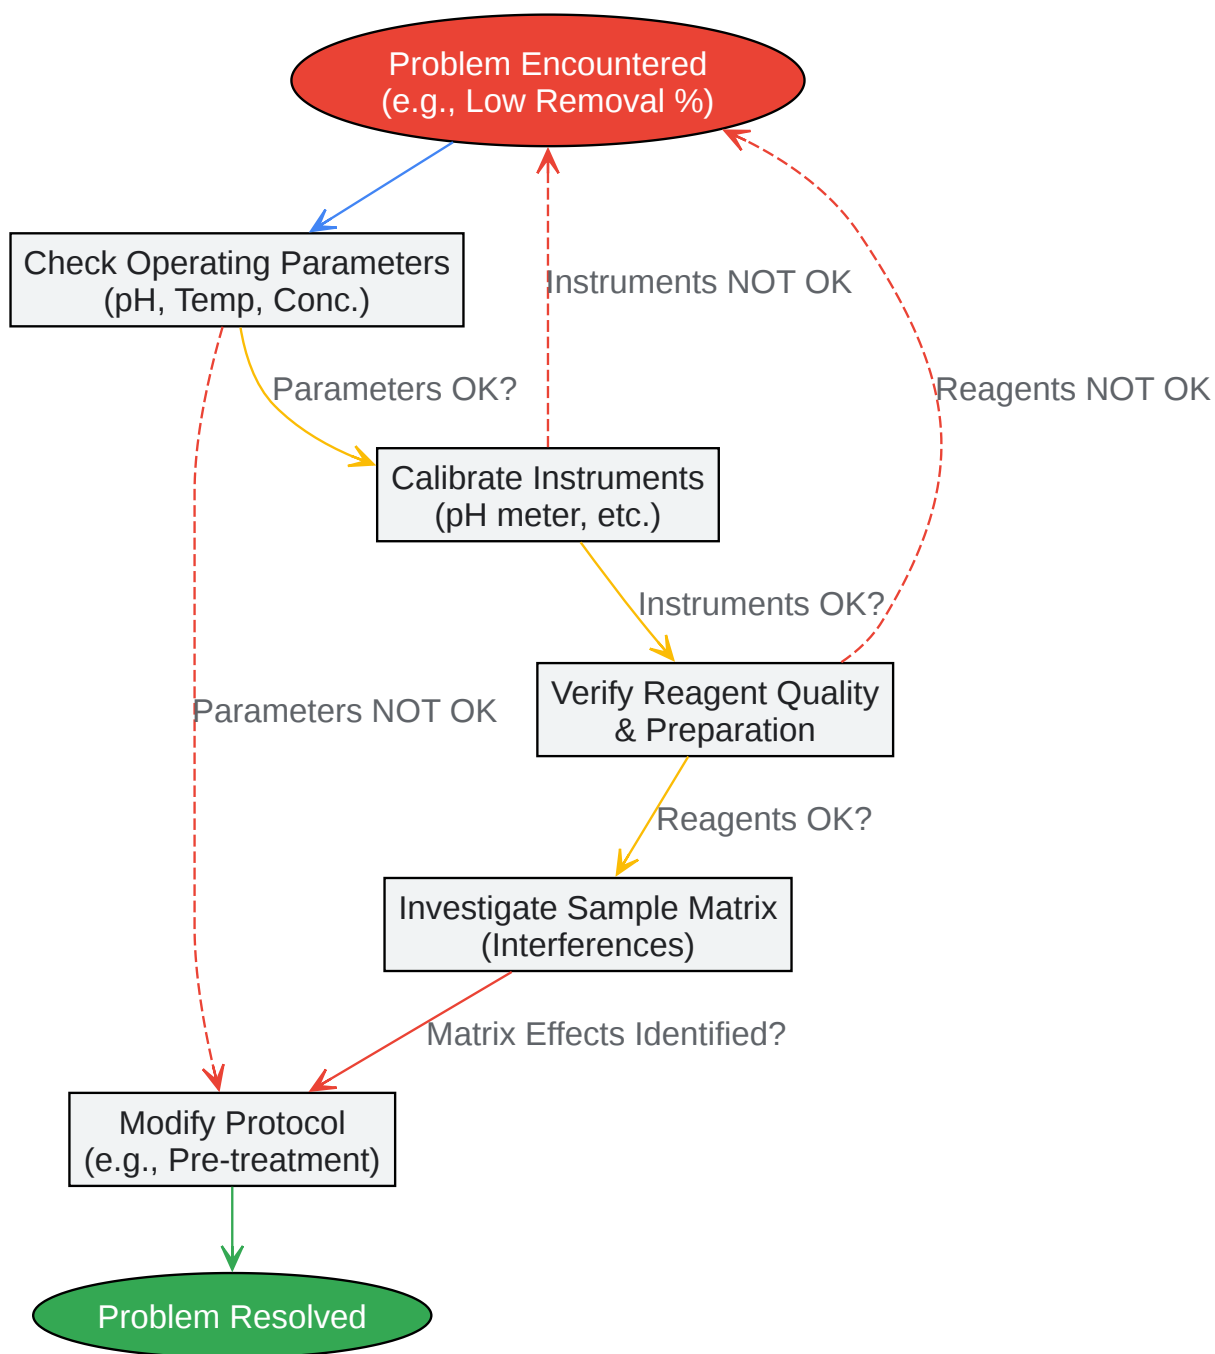 Problem Encountered
(e.g., Low Removal %)
Check Operating Parameters
(pH, Temp, Conc.)
Instruments NOT OK
Parameters OK?
Reagents NOT OK
Calibrate Instruments
(pH meter, etc.)
Instruments OK?
Verify Reagent Quality
& Preparation
Parameters NOT OK
Reagents OK?
Investigate Sample Matrix
(Interferences)
Matrix Effects Identified?
Modify Protocol
(e.g., Pre-treatment)
Problem Resolved